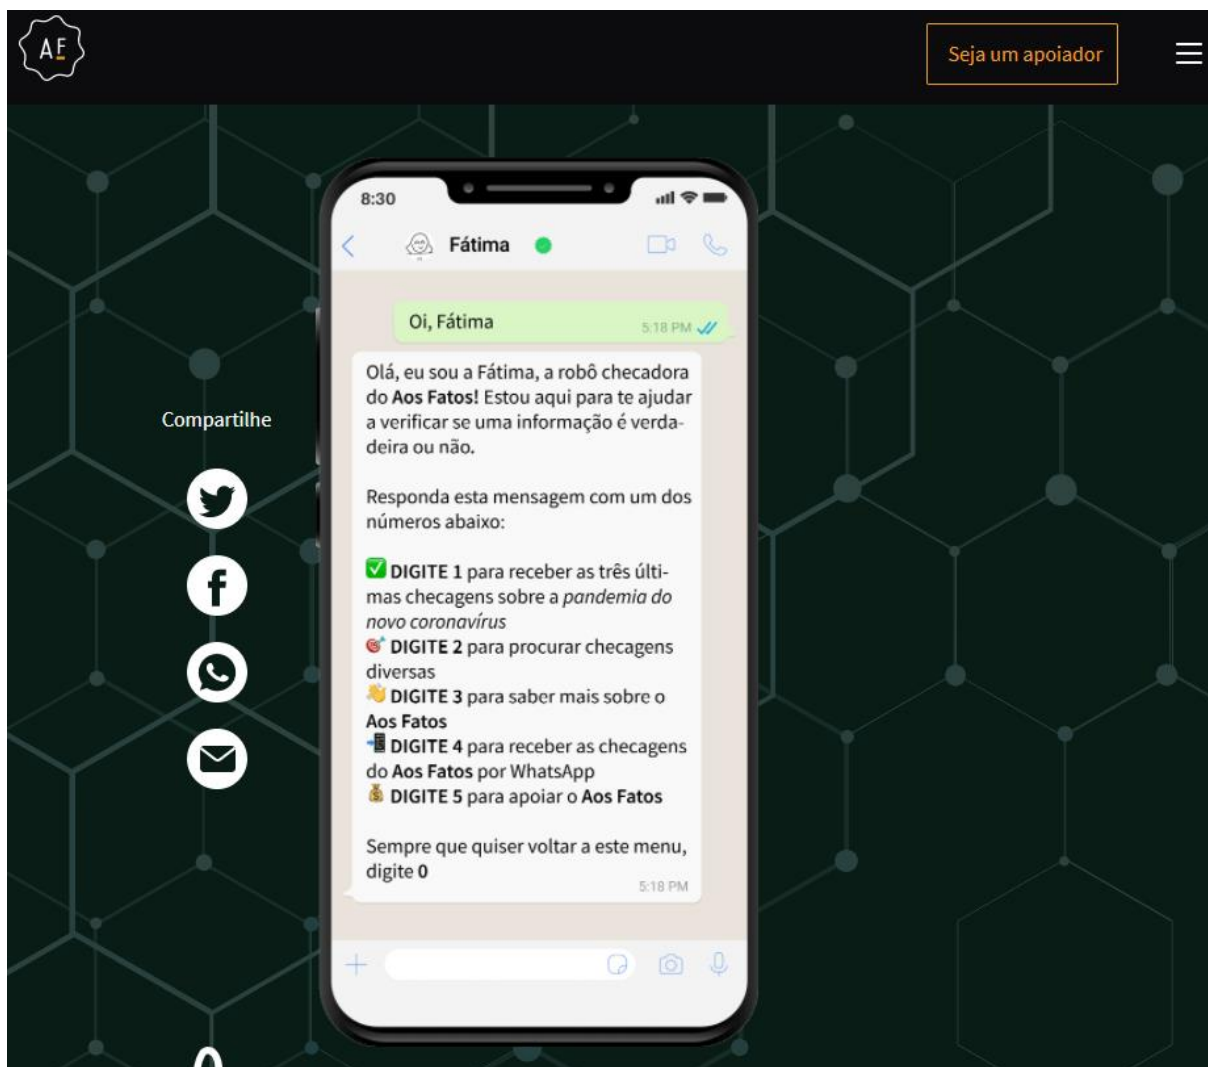 AF
Seja um apoiador
8:30
Fátima
Oi, Fátima
5:18 PM
Olá, eu sou a Fátima, a robô checadora
do Aos Fatos! Estou aqui para te ajudar
a verificar se uma informação é verda-
deira ou não.
Responda esta mensagem com um dos
números abaixo:
✅ DIGITE 1 para receber as três últi-
mas checagens sobre a pandemia do
novo coronavírus
🎯 DIGITE 2 para procurar checagens
diversas
👋 DIGITE 3 para saber mais sobre o
Aos Fatos
📲 DIGITE 4 para receber as checagens
do Aos Fatos por WhatsApp
💰 DIGITE 5 para apoiar o Aos Fatos
Sempre que quiser voltar a este menu,
digite 0
5:18 PM
Compartilhe